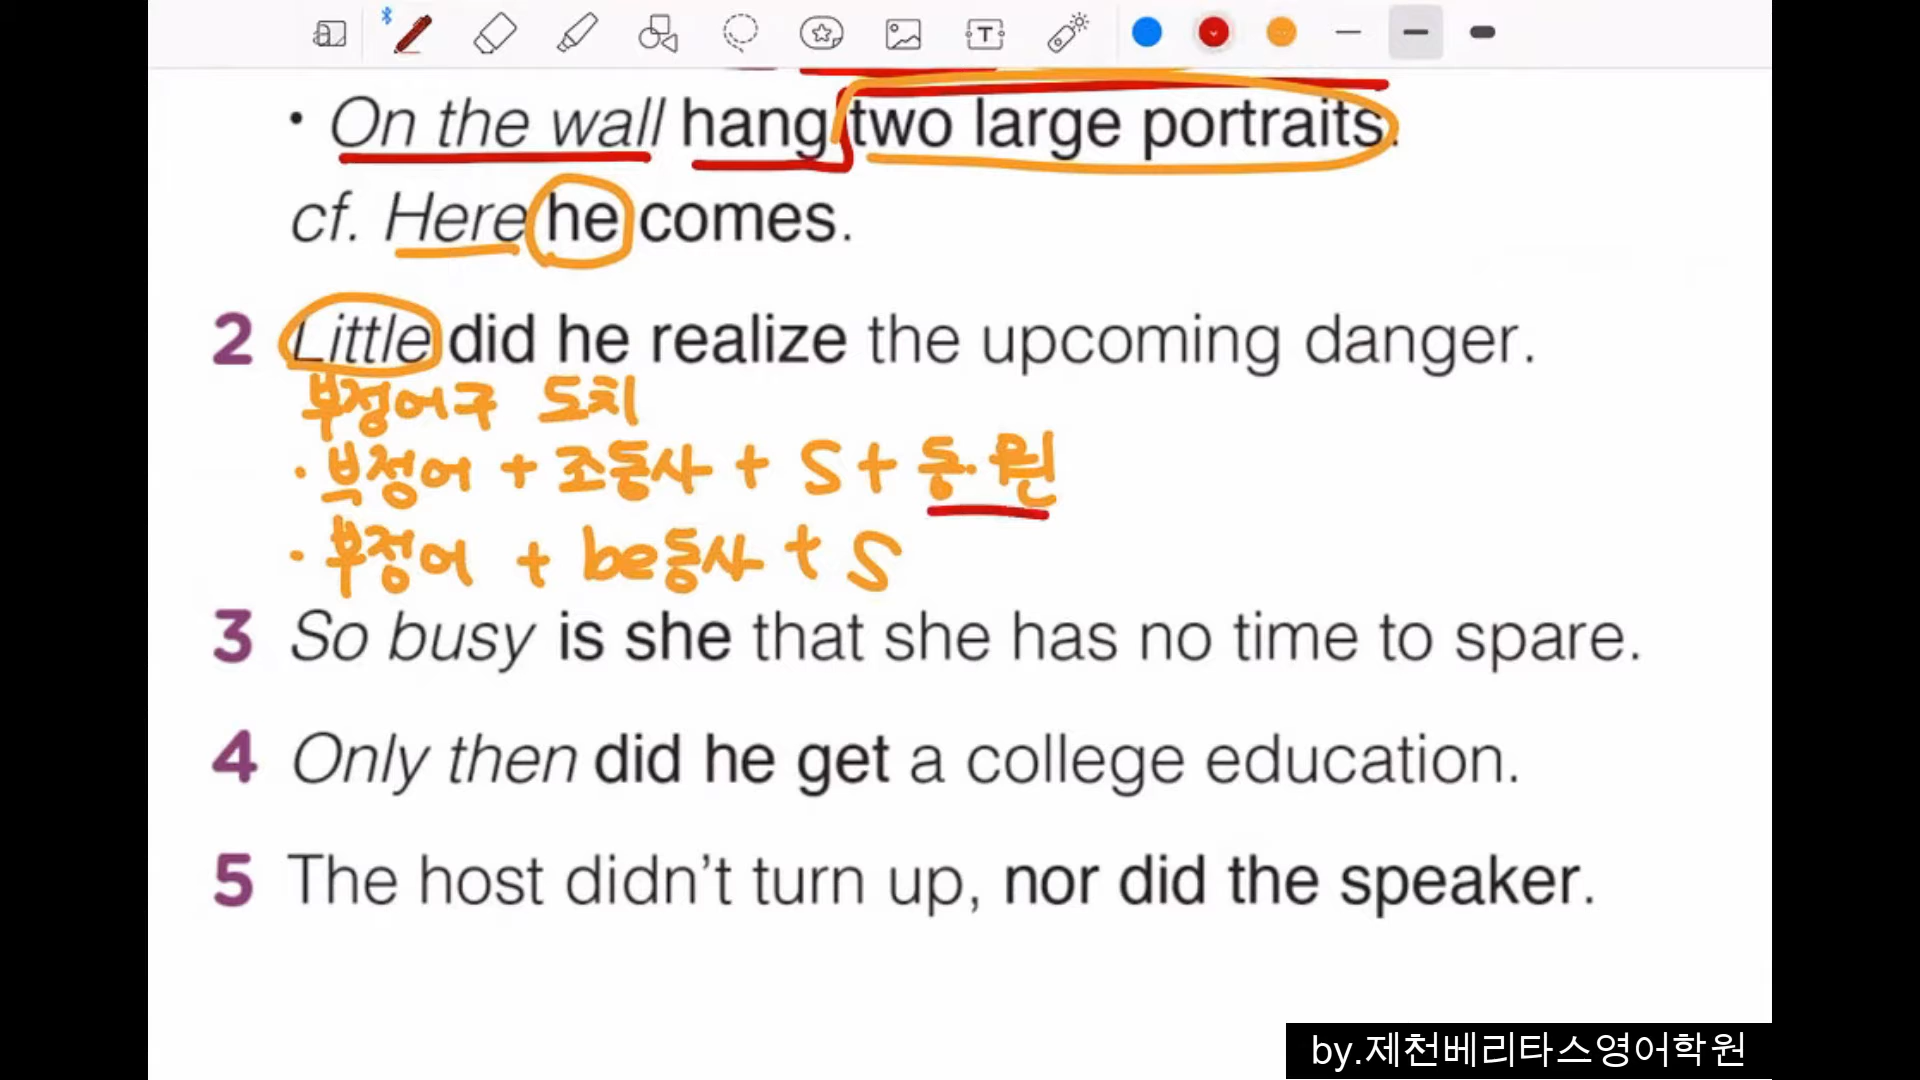 • On the wall hang two large portraits.
cf. Here he comes.
2 Little did he realize the upcoming danger.
부정어구 도치
· 부정어 + 조동사 + S + 동.원
· 부정어 + be동사 + S
3 So busy is she that she has no time to spare.
4 Only then did he get a college education.
5 The host didn’t turn up, nor did the speaker.
by.제천베리타스영어학원